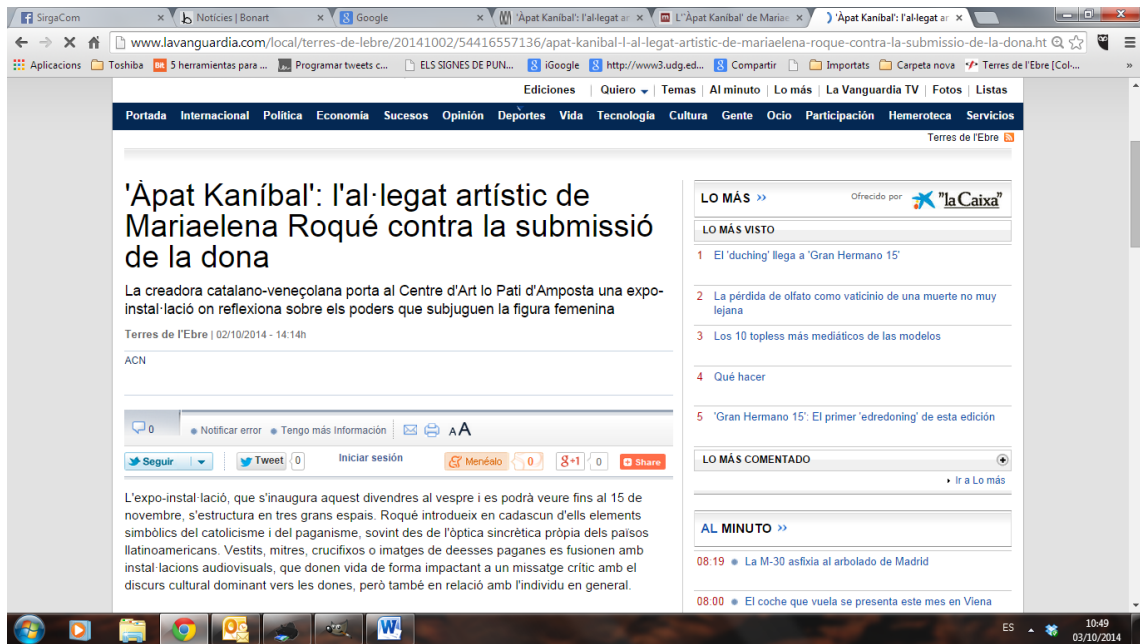 SirgaCom
Notícies | Bonart
Google
'Àpat Kaníbal': l'al·legat ar
L'"Àpat Kaníbal' de Mariae
'Àpat Kaníbal': l'al·legat ar
www.lavanguardia.com/local/terres-de-lebre/20141002/54416557136/apat-kanibal-l-al-legat-artistic-de-mariaelena-roque-contra-la-submissio-de-la-dona.ht
Aplicacions
Toshiba
5 herramientas para ...
Programar tweets c...
ELS SIGNES DE PUN...
iGoogle
http://www3.udg.ed...
Compartir
Importats
Carpeta nova
Terres de l'Ebre [Col·...
»
Ediciones | Quiero | Temas | Al minuto | Lo más | La Vanguardia TV | Fotos | Listas
Portada Internacional Política Economía Sucesos Opinión Deportes Vida Tecnología Cultura Gente Ocio Participación Hemeroteca Servicios
Terres de l'Ebre
'Àpat Kaníbal': l'al·legat artístic de
Mariaelena Roqué contra la submissió
de la dona
La creadora catalano-veneçolana porta al Centre d'Art lo Pati d'Amposta una expo-
instal·lació on reflexiona sobre els poders que subjuguen la figura femenina
Terres de l'Ebre | 02/10/2014 - 14:14h
ACN
0
Notificar error
Tengo más Información
AA
Seguir
Tweet 0
Iniciar sesión
Menéalo 0
g+1 0
Share
L'expo-instal·lació, que s'inaugura aquest divendres al vespre i es podrà veure fins al 15 de
novembre, s'estructura en tres grans espais. Roqué introdueix en cadascun d'ells elements
simbòlics del catolicisme i del paganisme, sovint des de l'òptica sincrètica pròpia dels països
llatinoamericans. Vestits, mitres, crucifixos o imatges de deesses paganes es fusionen amb
instal·lacions audiovisuals, que donen vida de forma impactant a un missatge crític amb el
discurs cultural dominant vers les dones, però també en relació amb l'individu en general.
LO MÁS »
Ofrecido por "la Caixa"
LO MÁS VISTO
1 El 'duching' llega a 'Gran Hermano 15'
2 La pérdida de olfato como vaticinio de una muerte no muy
lejana
3 Los 10 topless más mediáticos de las modelos
4 Qué hacer
5 'Gran Hermano 15': El primer 'edredoning' de esta edición
LO MÁS COMENTADO
Ir a Lo más
AL MINUTO »
08:19 La M-30 asfixia al arbolado de Madrid
08:00 El coche que vuela se presenta este mes en Viena
ES
10:49
03/10/2014